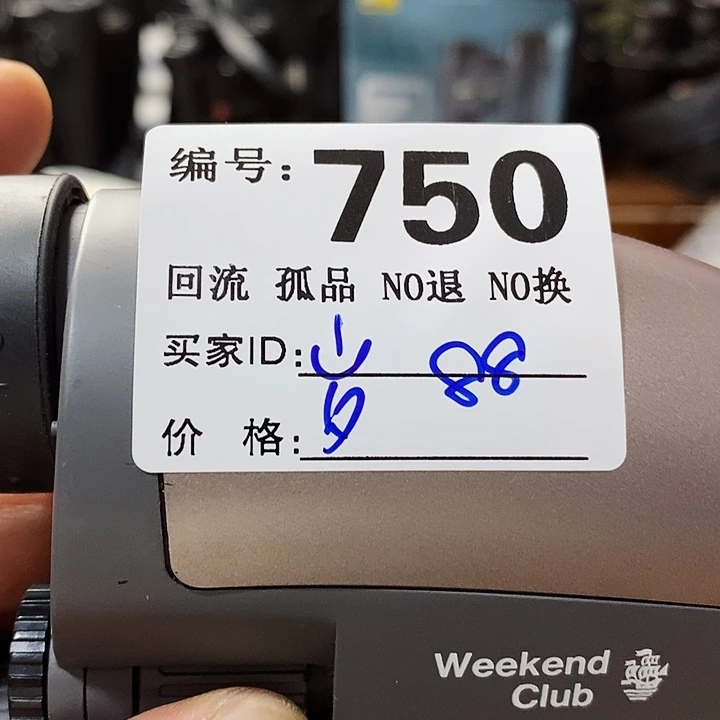 编号: 750
回流 孤品 NO退 NO换
买家ID: 88
价 格:
Weekend
Club